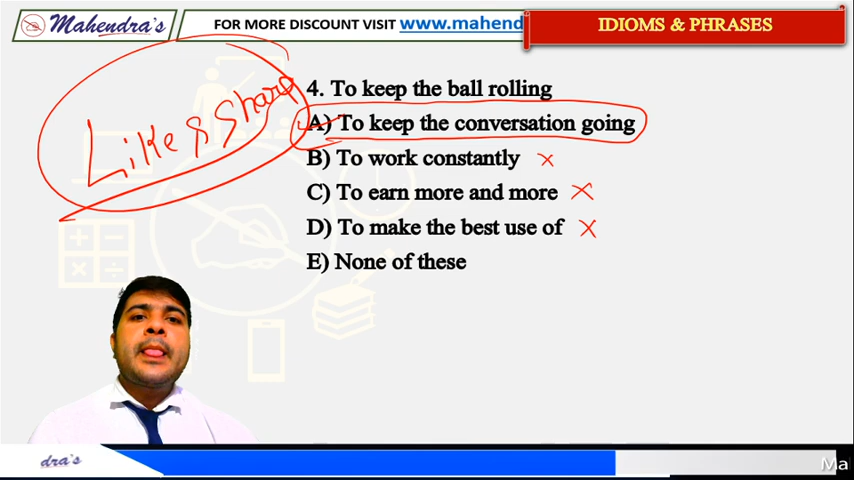 Mahendra's
FOR MORE DISCOUNT VISIT www.mahend
IDIOMS & PHRASES
Like & Share
4. To keep the ball rolling
A) To keep the conversation going
B) To work constantly
C) To earn more and more
D) To make the best use of
E) None of these
dra's
Ma